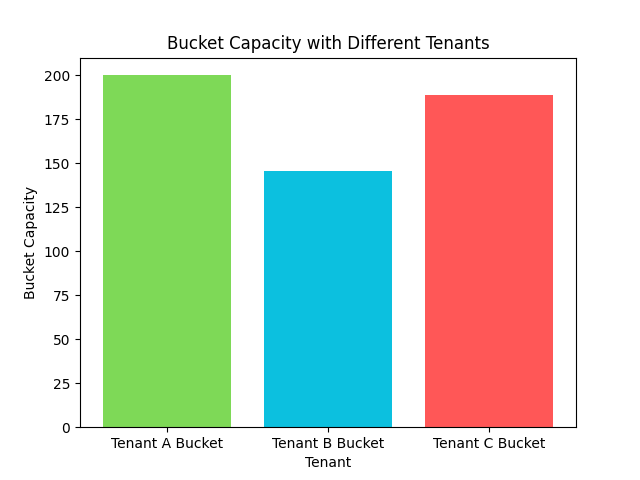 Bucket Capacity with Different Tenants
Bucket Capacity
200
175
150
125
100
75
50
25
0
Tenant A Bucket
Tenant B Bucket
Tenant C Bucket
Tenant